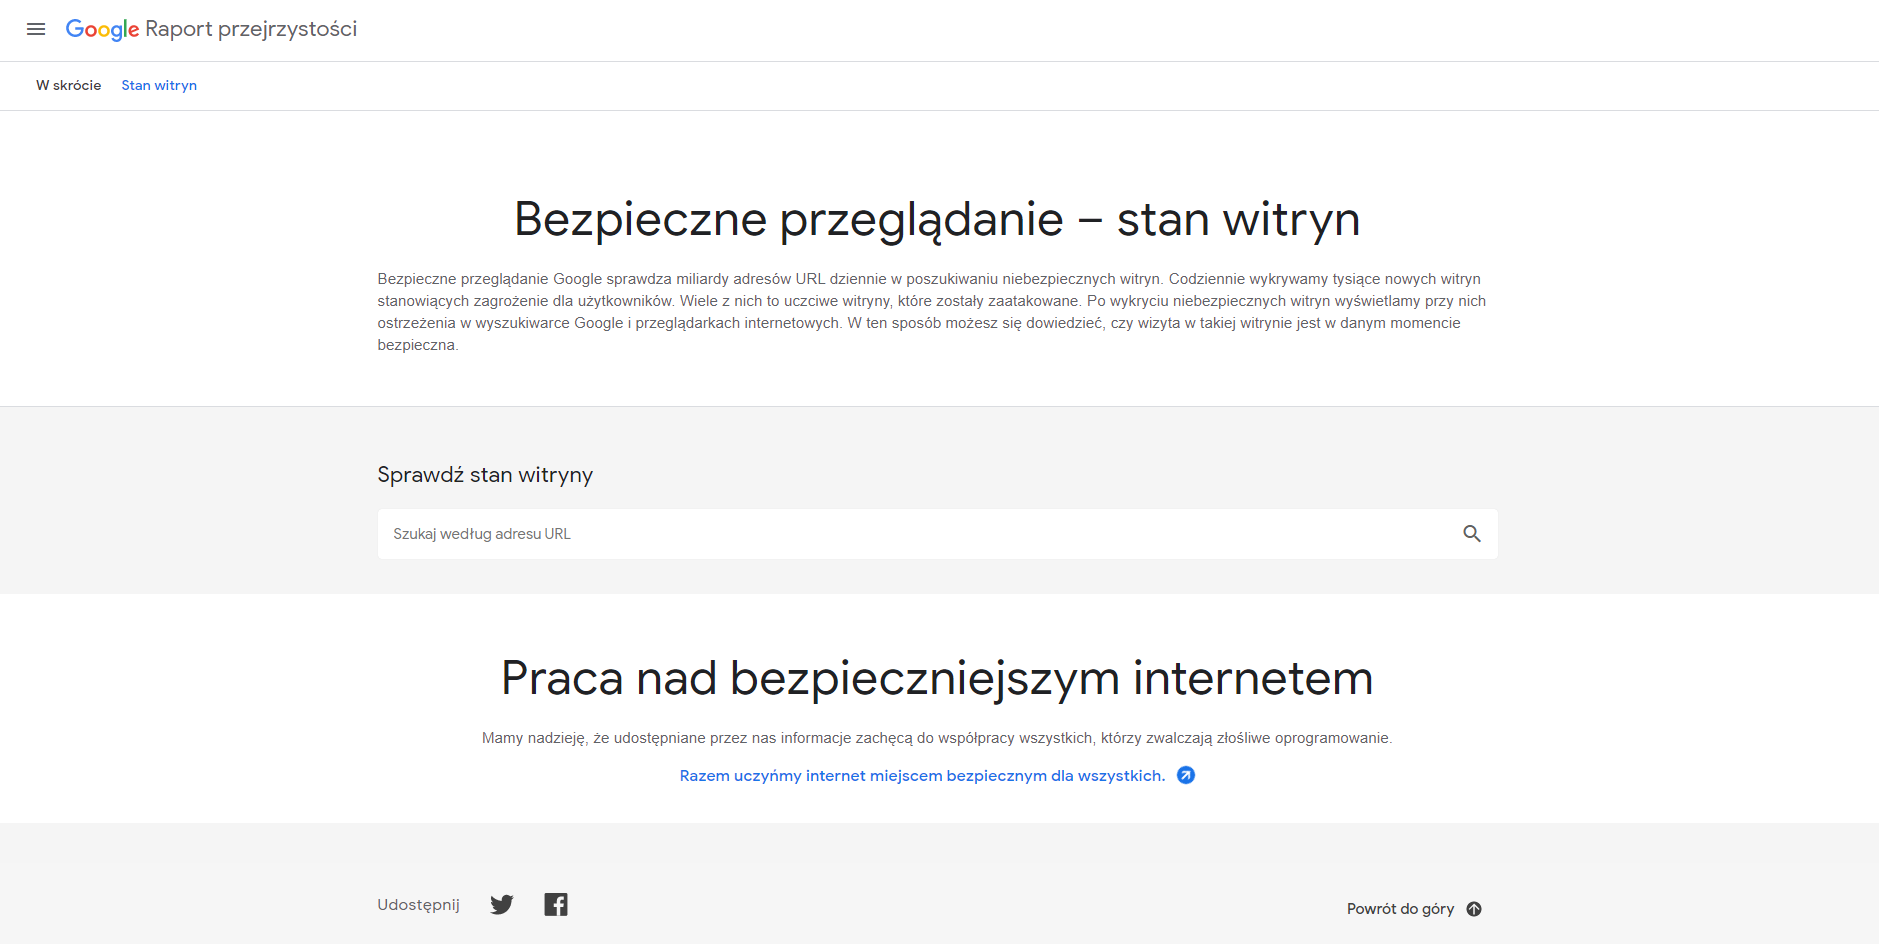 Google Raport przejrzystości
W skrócie Stan witryn
Bezpieczne przeglądanie – stan witryn
Bezpieczne przeglądanie Google sprawdza miliardy adresów URL dziennie w poszukiwaniu niebezpiecznych witryn. Codziennie wykrywamy tysiące nowych witryn
stanowiących zagrożenie dla użytkowników. Wiele z nich to uczciwe witryny, które zostały zaatakowane. Po wykryciu niebezpiecznych witryn wyświetlamy przy nich
ostrzeżenia w wyszukiwarce Google i przeglądarkach internetowych. W ten sposób możesz się dowiedzieć, czy wizyta w takiej witrynie jest w danym momencie
bezpieczna.
Sprawdź stan witryny
Szukaj według adresu URL
Praca nad bezpieczniejszym internetem
Mamy nadzieję, że udostępniane przez nas informacje zachęcą do współpracy wszystkich, którzy zwalczają złośliwe oprogramowanie.
Razem uczyńmy internet miejscem bezpiecznym dla wszystkich.
Udostępnij
Powrót do góry